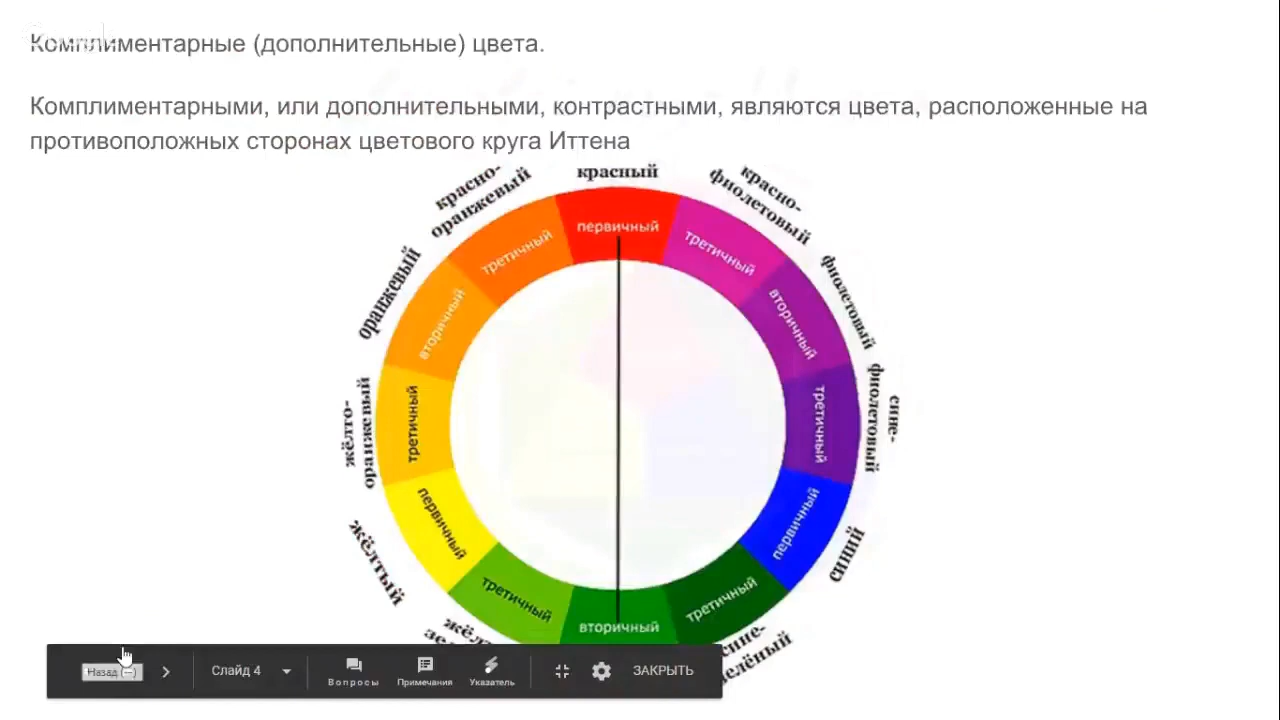 Комплиментарные (дополнительные) цвета.
Комплиментарными, или дополнительными, контрастными, являются цвета, расположенные на
противоположных сторонах цветового круга Иттена
красный
красно-
фиолетовый
фиолетовый
сине-
фиолетовый
синий
красно-
оранжевый
оранжевый
жёлто-
оранжевый
жёлтый
первичный
третичный
вторичный
третичный
первичный
третичный
вторичный
третичный
первичный
третичный
вторичный
третичный
Назад (←)
Слайд 4
Вопросы
Примечания
Указатель
ЗАКРЫТЬ